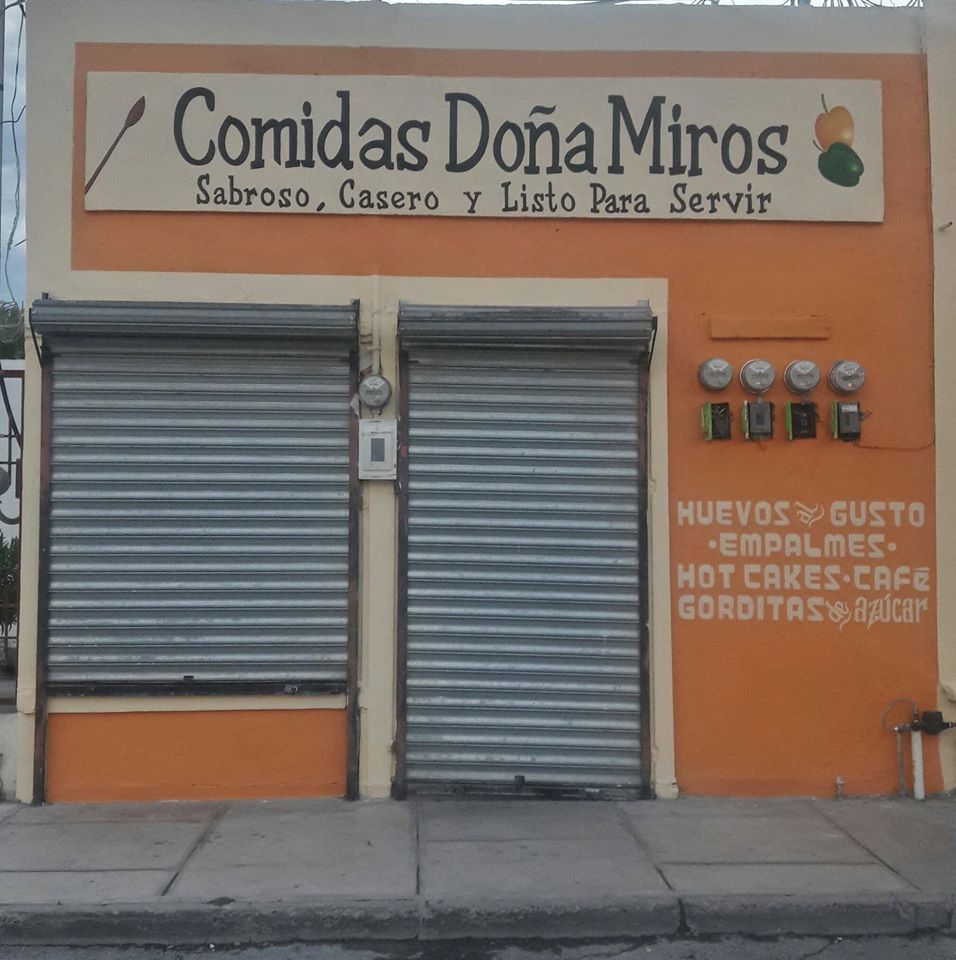 Comidas Doña Miros
Sabroso, Casero y Listo Para Servir
HUEVOS al GUSTO
•EMPALMES•
HOT CAKES•CAFé
GORDITAS de azúcar